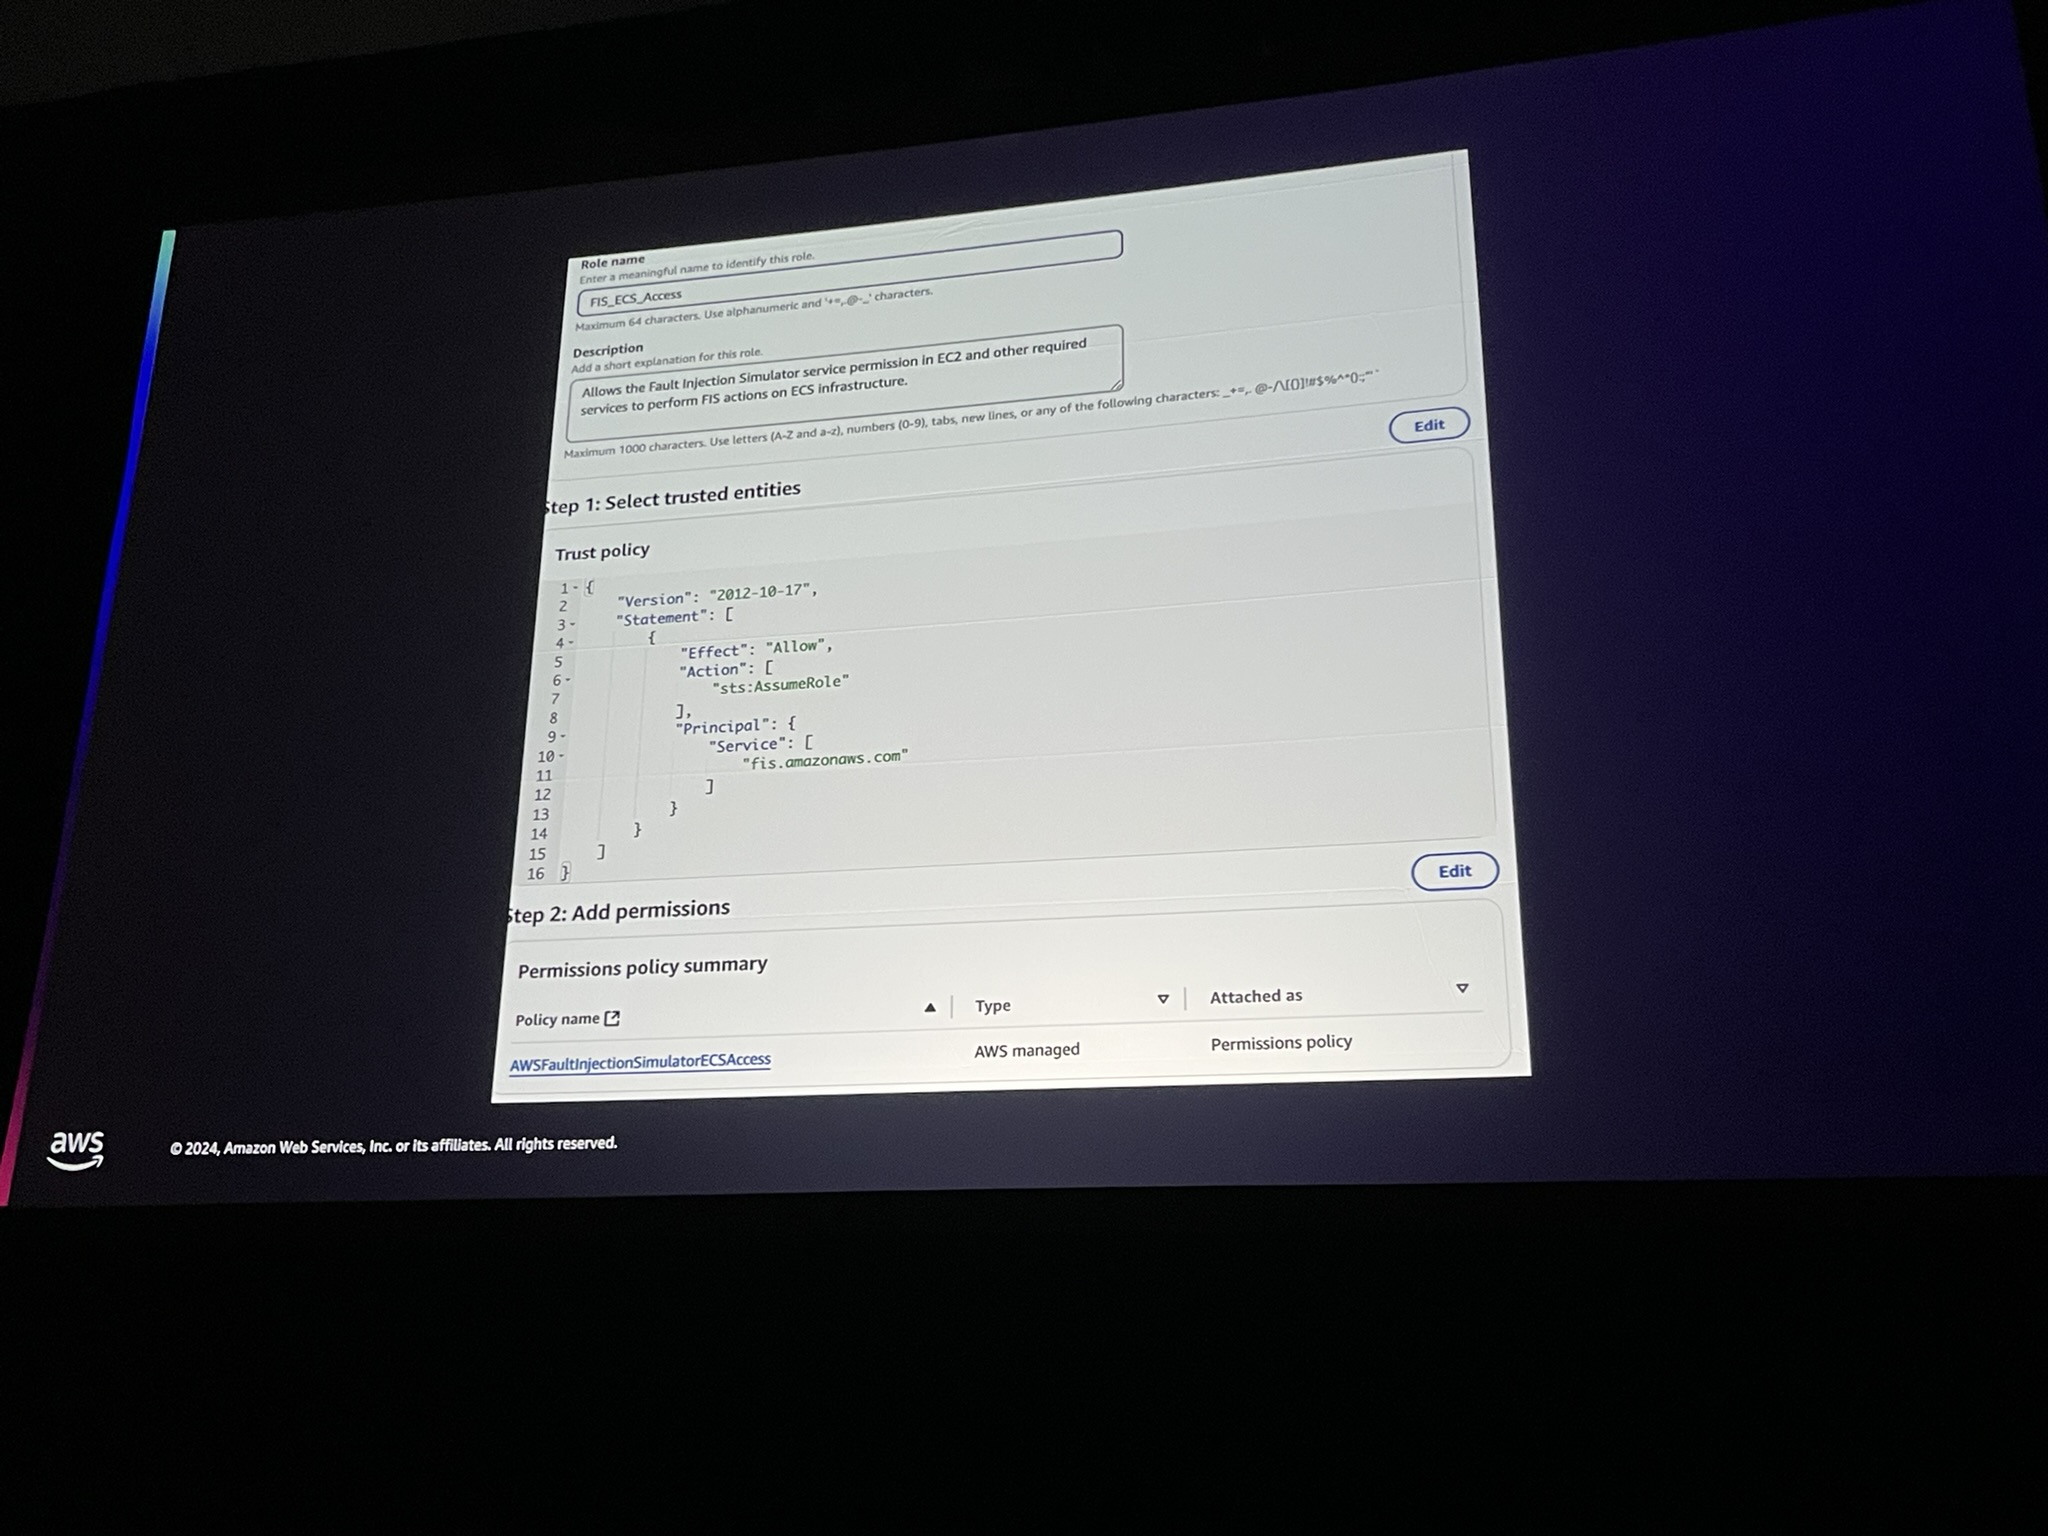 Role name
Enter a meaningful name to identify this role.
FIS_ECS_Access
Maximum 64 characters. Use alphanumeric and '+=,.@-_' characters.
Description
Add a short explanation for this role.
Allows the Fault Injection Simulator service permission in EC2 and other required
services to perform FIS actions on ECS infrastructure.
Maximum 1000 characters. Use letters (A-Z and a-z), numbers (0-9), tabs, new lines, or any of the following characters: _+=,. @-/\[{}]!#$%^*();:"'`
Edit
Step 1: Select trusted entities
Trust policy
1 {
2 "Version": "2012-10-17",
3 "Statement": [
4 {
5 "Effect": "Allow",
6 "Action": [
7 "sts:AssumeRole"
8 ],
9 "Principal": {
10 "Service": [
11 "fis.amazonaws.com"
12 ]
13 }
14 }
15 ]
16 }
Edit
Step 2: Add permissions
Permissions policy summary
Policy name Type Attached as
AWSFaultInjectionSimulatorECSAccess AWS managed Permissions policy
aws © 2024, Amazon Web Services, Inc. or its affiliates. All rights reserved.